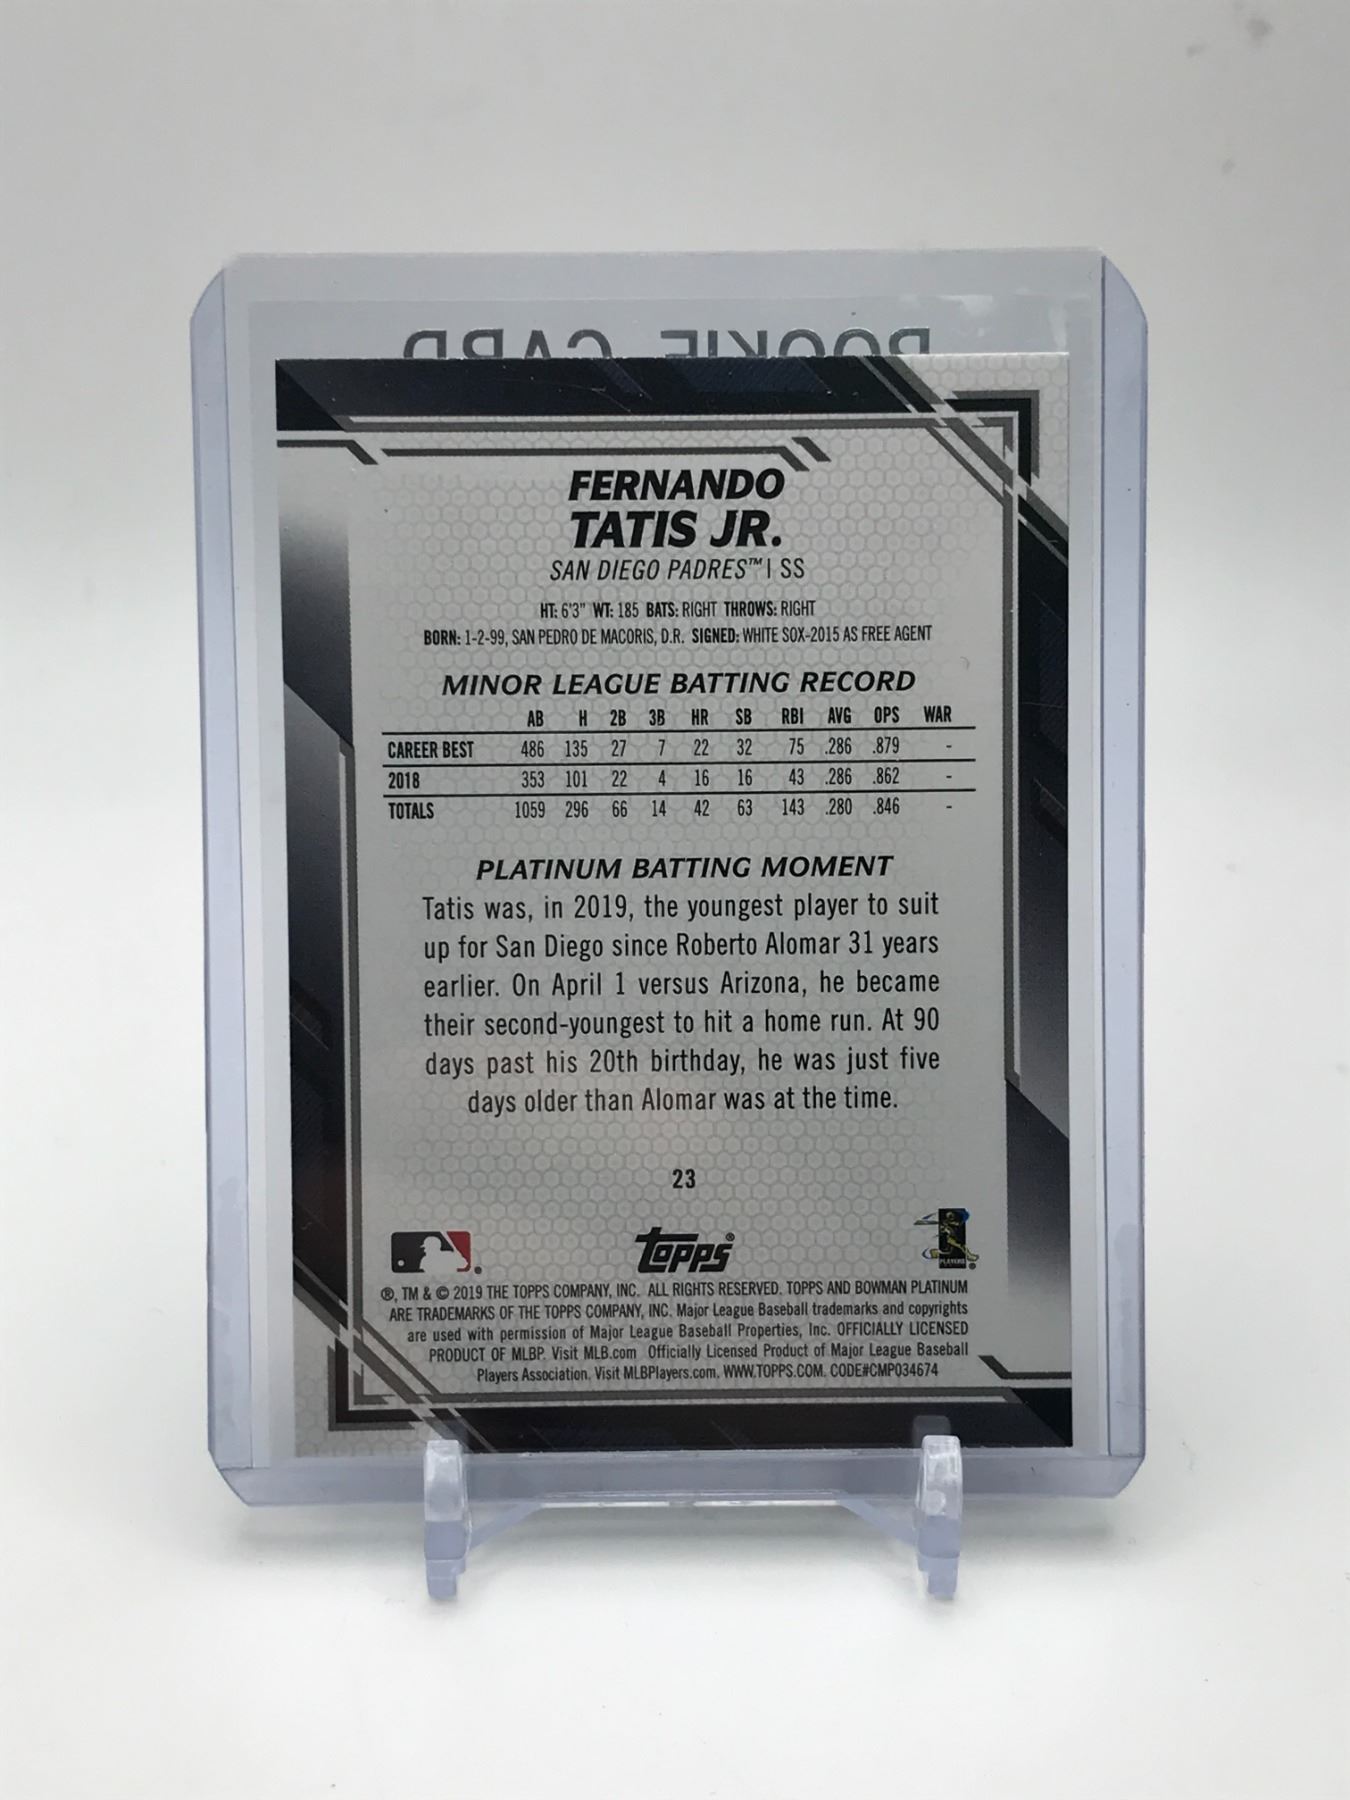 ROOKIE CARD
FERNANDO
TATIS JR.
SAN DIEGO PADRES™ | SS
HT: 6'3" WT: 185 BATS: RIGHT THROWS: RIGHT
BORN: 1-2-99, SAN PEDRO DE MACORIS, D.R. SIGNED: WHITE SOX-2015 AS FREE AGENT
MINOR LEAGUE BATTING RECORD
AB H 2B 3B HR SB RBI AVG OPS WAR
CAREER BEST 486 135 27 7 22 32 75 .286 .879 -
2018 353 101 22 4 16 16 43 .286 .862 -
TOTALS 1059 296 66 14 42 63 143 .280 .846 -
PLATINUM BATTING MOMENT
Tatis was, in 2019, the youngest player to suit
up for San Diego since Roberto Alomar 31 years
earlier. On April 1 versus Arizona, he became
their second-youngest to hit a home run. At 90
days past his 20th birthday, he was just five
days older than Alomar was at the time.
23
topps®
PLAYERS
®, TM & © 2019 THE TOPPS COMPANY, INC. ALL RIGHTS RESERVED. TOPPS AND BOWMAN PLATINUM
ARE TRADEMARKS OF THE TOPPS COMPANY, INC. Major League Baseball trademarks and copyrights
are used with permission of Major League Baseball Properties, Inc. OFFICIALLY LICENSED
PRODUCT OF MLBP. Visit MLB.com Officially Licensed Product of Major League Baseball
Players Association. Visit MLBPlayers.com. WWW.TOPPS.COM. CODE#CMP034674